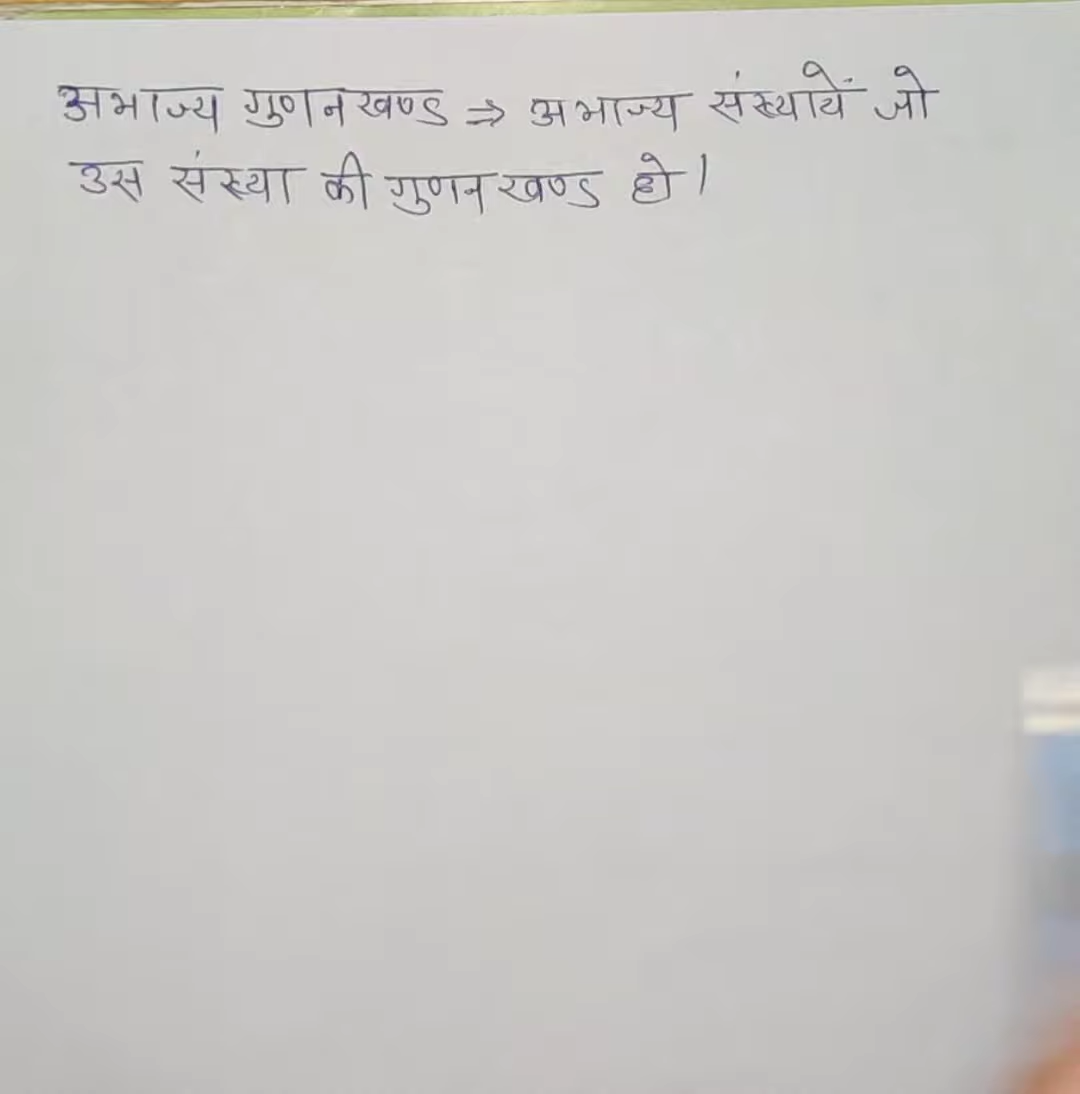 अभाज्य गुणनखण्ड ⇒ अभाज्य संख्यायें जो
उस संख्या की गुणनखण्ड हो।